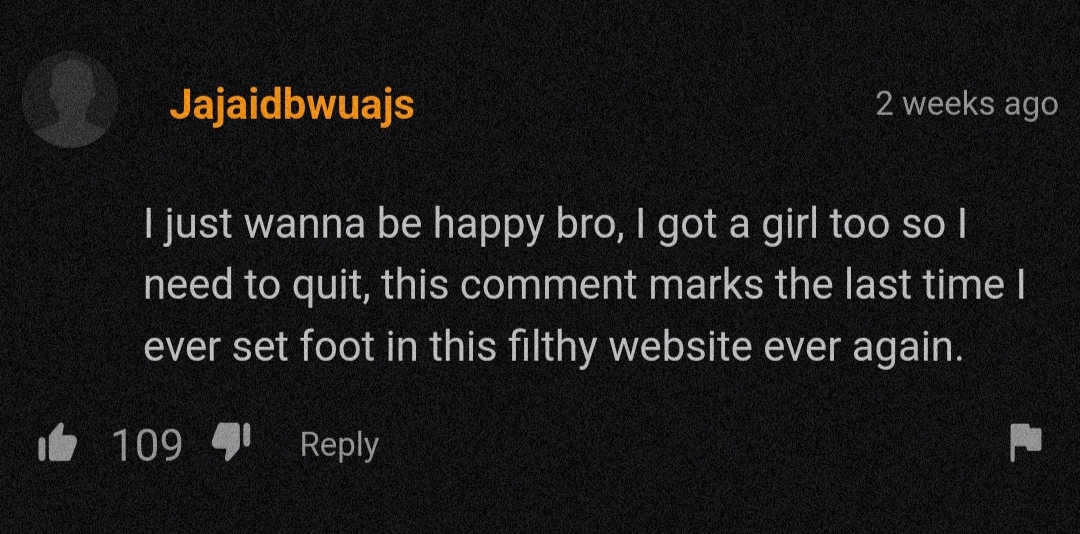 Jajaidbwuajs
2 weeks ago
I just wanna be happy bro, I got a girl too so I
need to quit, this comment marks the last time I
ever set foot in this filthy website ever again.
109 Reply